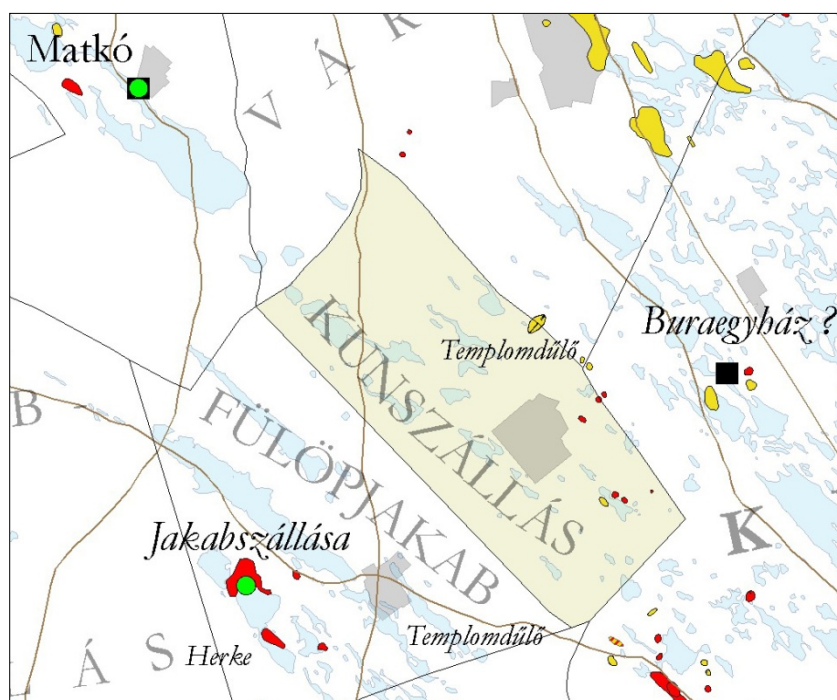 Matkó
V Á R
Buraegyház ?
Templomdűlő
KUNSZÁLLÁS
B
FÜLÖPJAKAB
Jakabszállása
K
Templomdűlő
Herke
L Á S